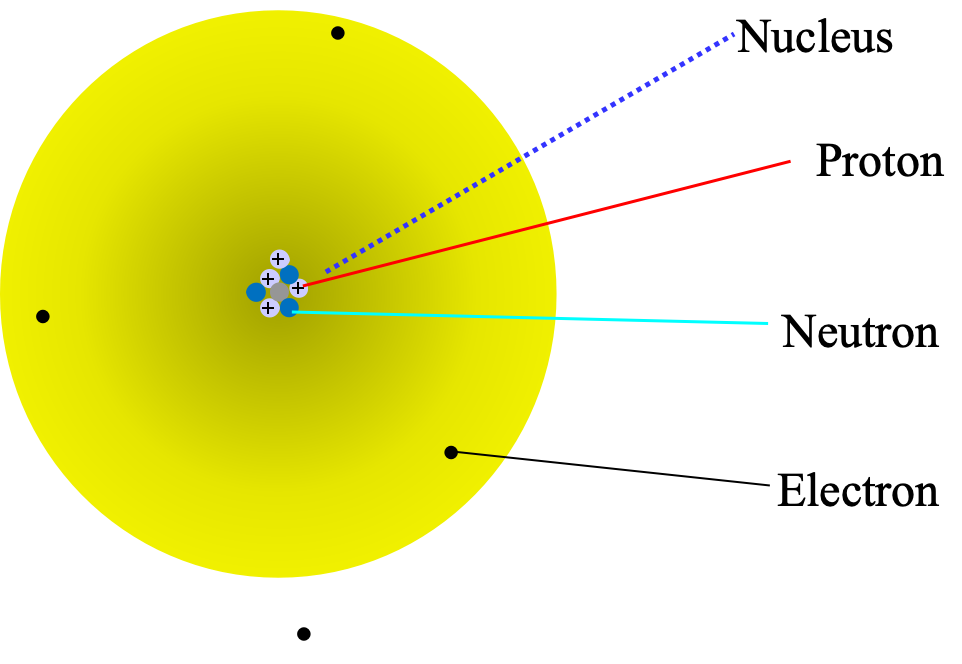 Nucleus
Proton
+
+
+
+
Neutron
Electron